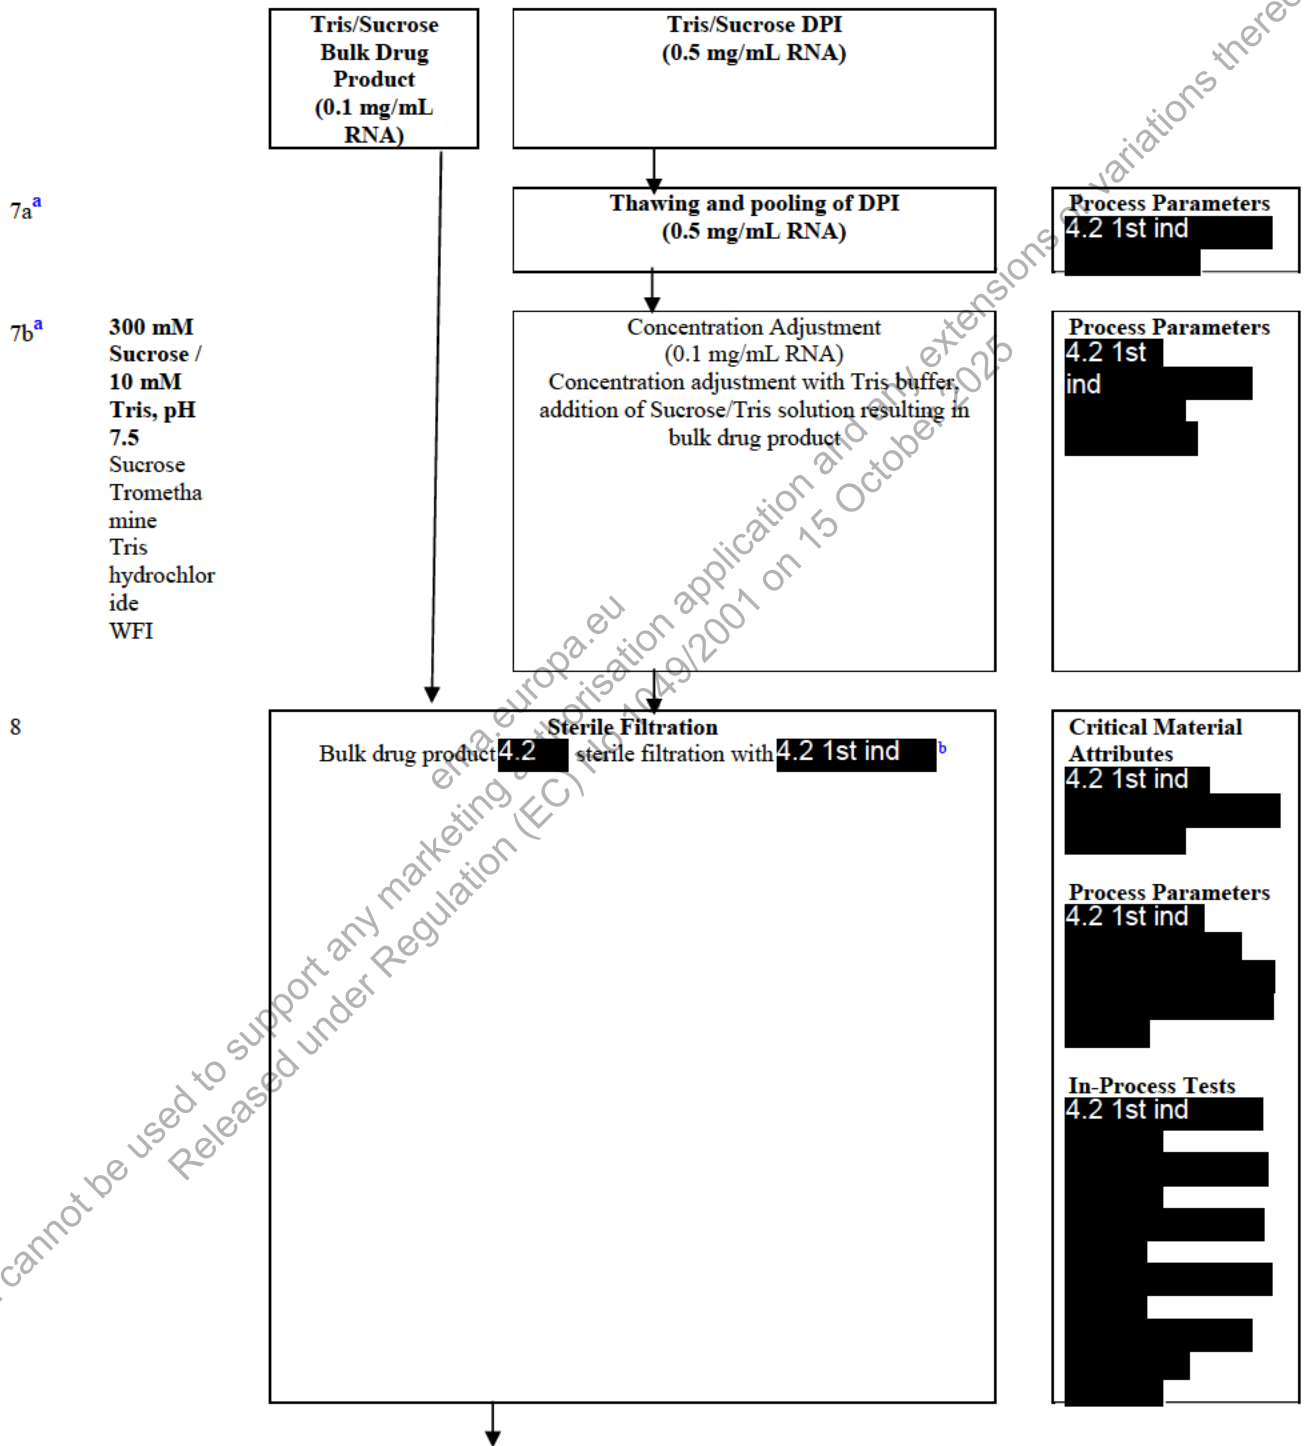 Tris/Sucrose
Bulk Drug
Product
(0.1 mg/mL
RNA)
Tris/Sucrose DPI
(0.5 mg/mL RNA)
7aa
Thawing and pooling of DPI
(0.5 mg/mL RNA)
Process Parameters
4.2 1st ind
7ba
300 mM
Sucrose /
10 mM
Tris, pH
7.5
Sucrose
Trometha
mine
Tris
hydrochlor
ide
WFI
Concentration Adjustment
(0.1 mg/mL RNA)
Concentration adjustment with Tris buffer,
addition of Sucrose/Tris solution resulting in
bulk drug product
Process Parameters
4.2 1st
ind
8
Sterile Filtration
Bulk drug product 4.2 sterile filtration with 4.2 1st ind b
Critical Material
Attributes
4.2 1st ind
Process Parameters
4.2 1st ind
In-Process Tests
4.2 1st ind
ema.europa.eu
cannot be used to support any marketing authorisation application and any extensions or variations thereo
Released under Regulation (EC) No 1049/2001 on 15 October 2025